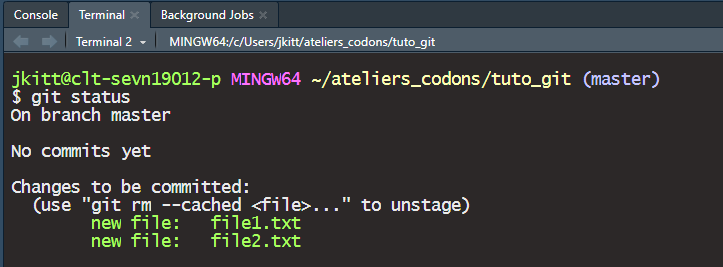 Console Terminal Background Jobs
Terminal 2 MINGW64:/c/Users/jkitt/ateliers_codons/tuto_git
jkitt@clt-sevn19012-p MINGW64 ~/ateliers_codons/tuto_git (master)
$ git status
On branch master
No commits yet
Changes to be committed:
(use "git rm --cached <file>..." to unstage)
new file: file1.txt
new file: file2.txt